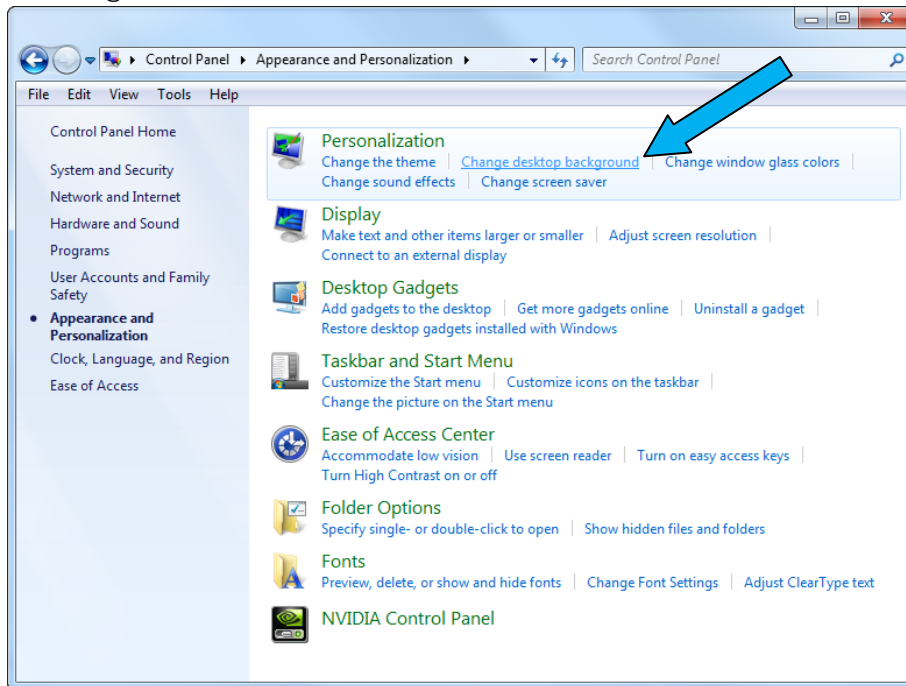 Control Panel Appearance and Personalization Search Control Panel
File Edit View Tools Help
Control Panel Home
System and Security
Network and Internet
Hardware and Sound
Programs
User Accounts and Family
Safety
Appearance and
Personalization
Clock, Language, and Region
Ease of Access
Personalization
Change the theme Change desktop background Change window glass colors
Change sound effects Change screen saver
Display
Make text and other items larger or smaller Adjust screen resolution
Connect to an external display
Desktop Gadgets
Add gadgets to the desktop Get more gadgets online Uninstall a gadget
Restore desktop gadgets installed with Windows
Taskbar and Start Menu
Customize the Start menu Customize icons on the taskbar
Change the picture on the Start menu
Ease of Access Center
Accommodate low vision Use screen reader Turn on easy access keys
Turn High Contrast on or off
Folder Options
Specify single- or double-click to open Show hidden files and folders
Fonts
Preview, delete, or show and hide fonts Change Font Settings Adjust ClearType text
NVIDIA Control Panel